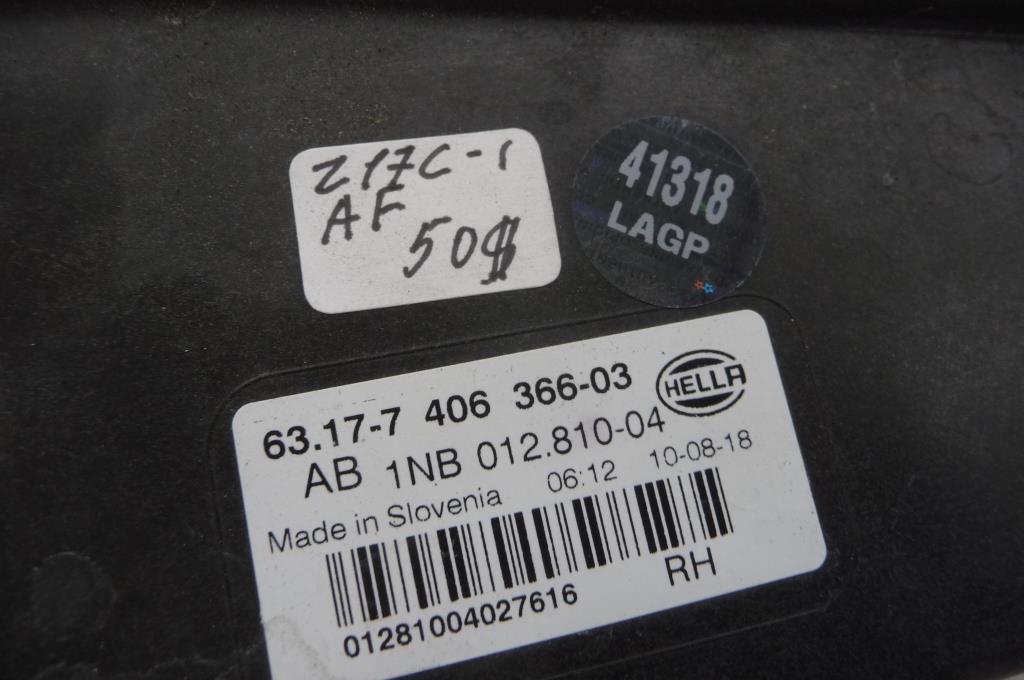 Z17C-1
AF
50$
41318
LAGP
63.17-7 406 366-03
HELLA
AB 1NB 012.810-04
Made in Slovenia 06:12 10-08-18
RH
01281004027616